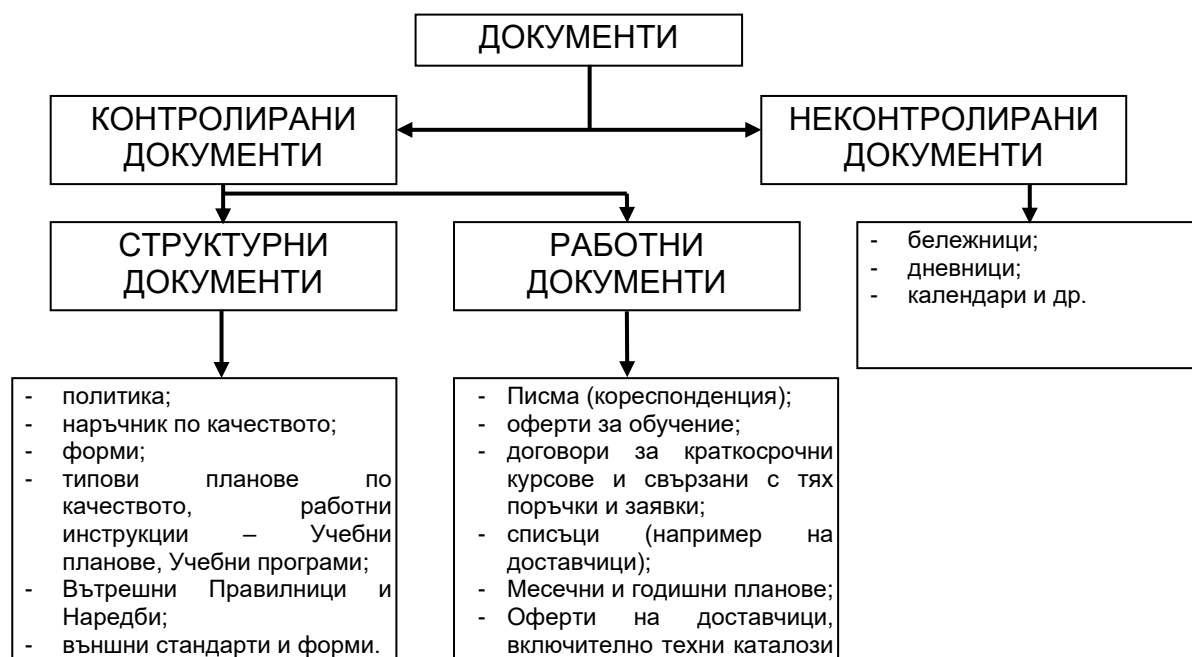 ДОКУМЕНТИ
КОНТРОЛИРАНИ
ДОКУМЕНТИ
НЕКОНТРОЛИРАНИ
ДОКУМЕНТИ
СТРУКТУРНИ
ДОКУМЕНТИ
РАБОТНИ
ДОКУМЕНТИ
- бележници;
- дневници;
- календари и др.
- политика;
- наръчник по качеството;
- форми;
- типови планове по
качеството, работни
инструкции – Учебни
планове, Учебни програми;
- Вътрешни Правилници и
Наредби;
- външни стандарти и форми.
- Писма (кореспонденция);
- оферти за обучение;
- договори за краткосрочни
курсове и свързани с тях
поръчки и заявки;
- списъци (например на
доставчици);
- Месечни и годишни планове;
- Оферти на доставчици,
включително техни каталози